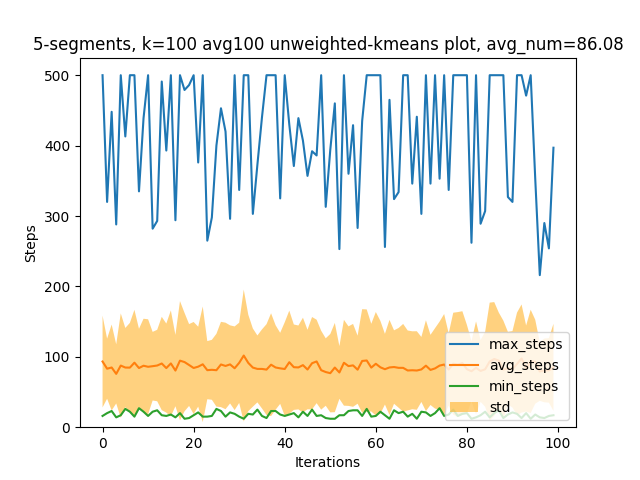 5-segments, k=100 avg100 unweighted-kmeans plot, avg_num=86.08
500
400
300
200
100
0
Steps
0 20 40 60 80 100
Iterations
max_steps
avg_steps
min_steps
std